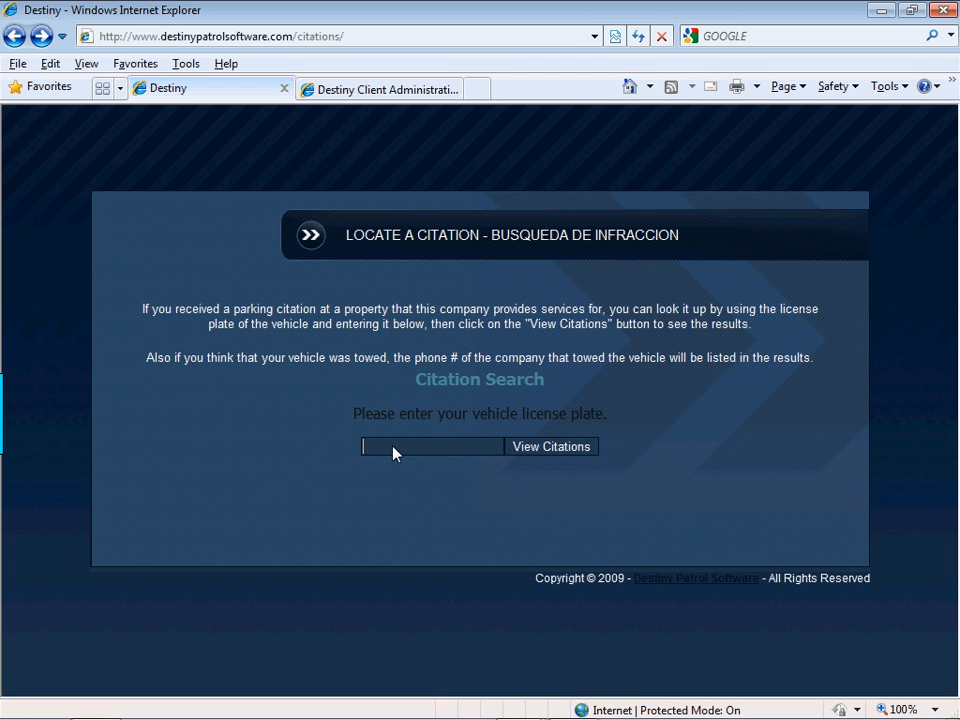 Destiny - Windows Internet Explorer
http://www.destinypatrolsoftware.com/citations/
GOOGLE
File Edit View Favorites Tools Help
Favorites Destiny Destiny Client Administrati... Page Safety Tools
LOCATE A CITATION - BUSQUEDA DE INFRACCION
If you received a parking citation at a property that this company provides services for, you can look it up by using the license
plate of the vehicle and entering it below, then click on the "View Citations" button to see the results.
Also if you think that your vehicle was towed, the phone # of the company that towed the vehicle will be listed in the results.
Citation Search
Please enter your vehicle license plate.
View Citations
Copyright © 2009 - Destiny Patrol Software - All Rights Reserved
Internet | Protected Mode: On 100%